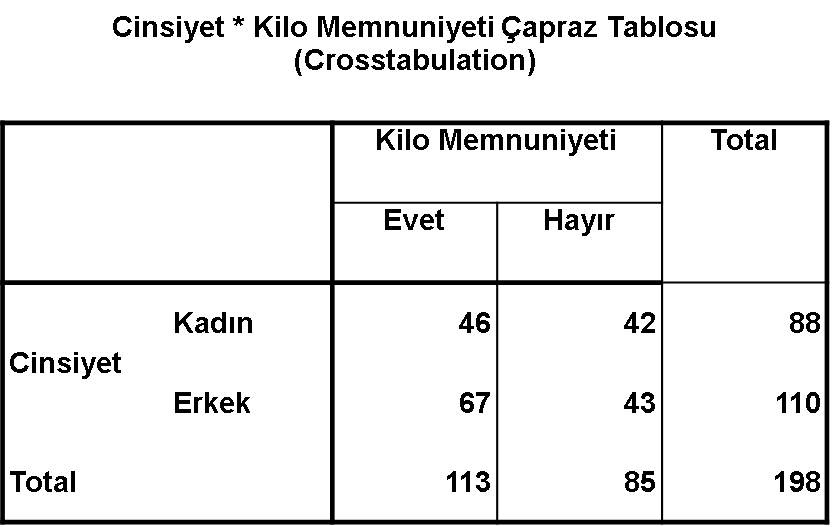 Cinsiyet * Kilo Memnuniyeti Çapraz Tablosu
(Crosstabulation)
Kilo Memnuniyeti Total
Evet Hayır
Kadın 46 42 88
Cinsiyet
Erkek 67 43 110
Total 113 85 198